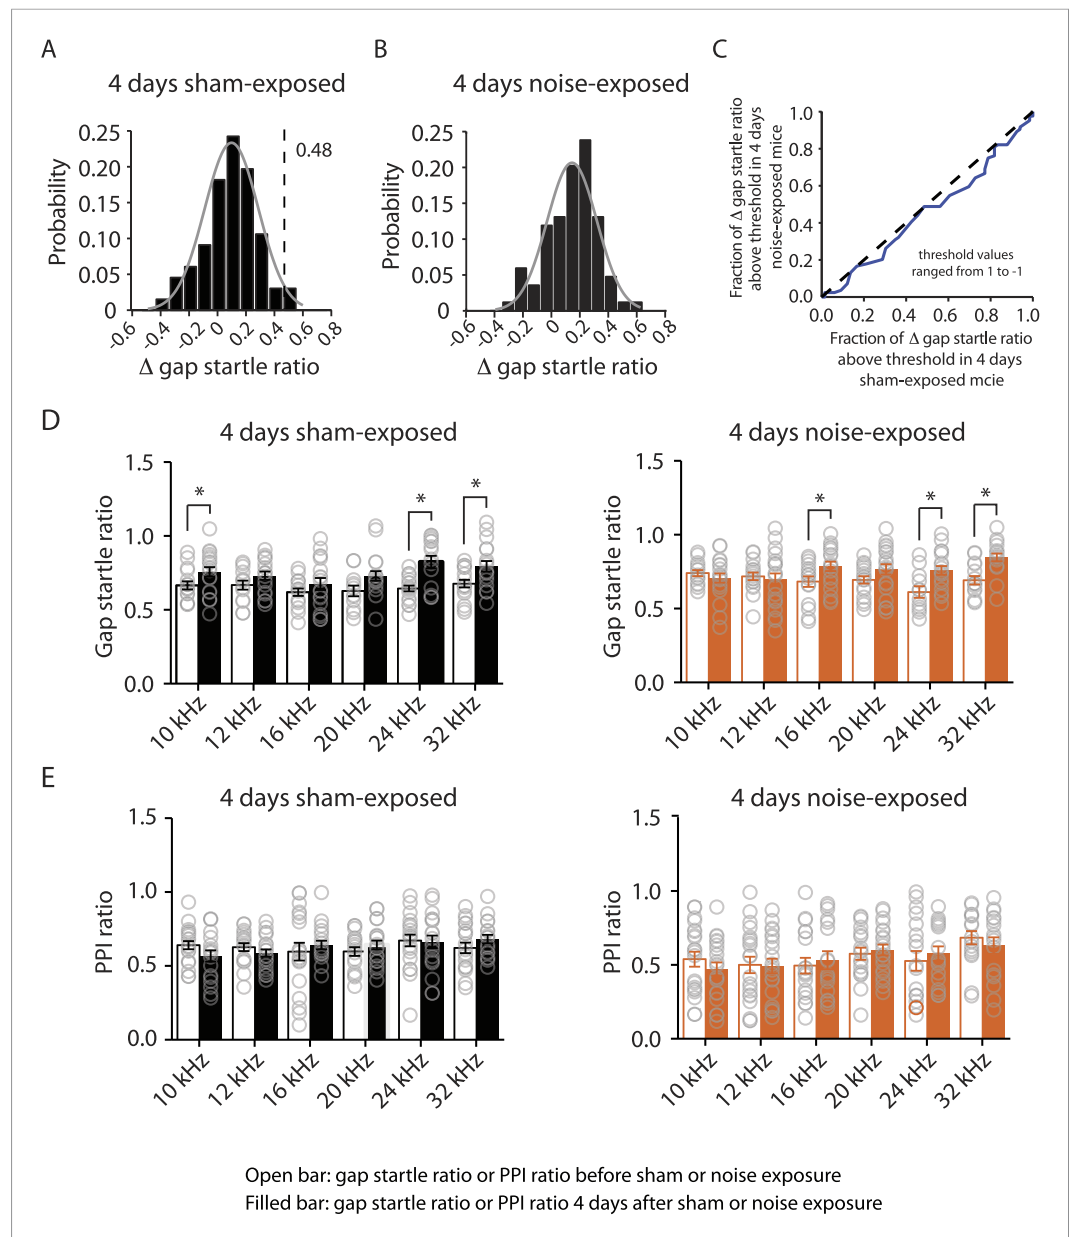 A
4 days sham-exposed
Probability
0.25
0.20
0.15
0.10
0.05
0
0.48
-0.6
-0.4
-0.2
0
0.2
0.4
0.6
0.8
Δ gap startle ratio
B
4 days noise-exposed
Probability
0.25
0.20
0.15
0.10
0.05
0
-0.6
-0.4
-0.2
0
0.2
0.4
0.6
0.8
Δ gap startle ratio
C
Fraction of Δ gap startle ratio
above threshold in 4 days
noise-exposed mice
1.0
0.8
0.6
0.4
0.2
0.0
threshold values
ranged from 1 to -1
0.0
0.2
0.4
0.6
0.8
1.0
Fraction of Δ gap startle ratio
above threshold in 4 days
sham-exposed mcie
D
4 days sham-exposed
Gap startle ratio
1.5
1.0
0.5
0.0
*
*
*
10 kHz
12 kHz
16 kHz
20 kHz
24 kHz
32 kHz
4 days noise-exposed
Gap startle ratio
1.5
1.0
0.5
0.0
*
*
*
10 kHz
12 kHz
16 kHz
20 kHz
24 kHz
32 kHz
E
4 days sham-exposed
PPI ratio
1.5
1.0
0.5
0.0
10 kHz
12 kHz
16 kHz
20 kHz
24 kHz
32 kHz
4 days noise-exposed
PPI ratio
1.5
1.0
0.5
0.0
10 kHz
12 kHz
16 kHz
20 kHz
24 kHz
32 kHz
Open bar: gap startle ratio or PPI ratio before sham or noise exposure
Filled bar: gap startle ratio or PPI ratio 4 days after sham or noise exposure